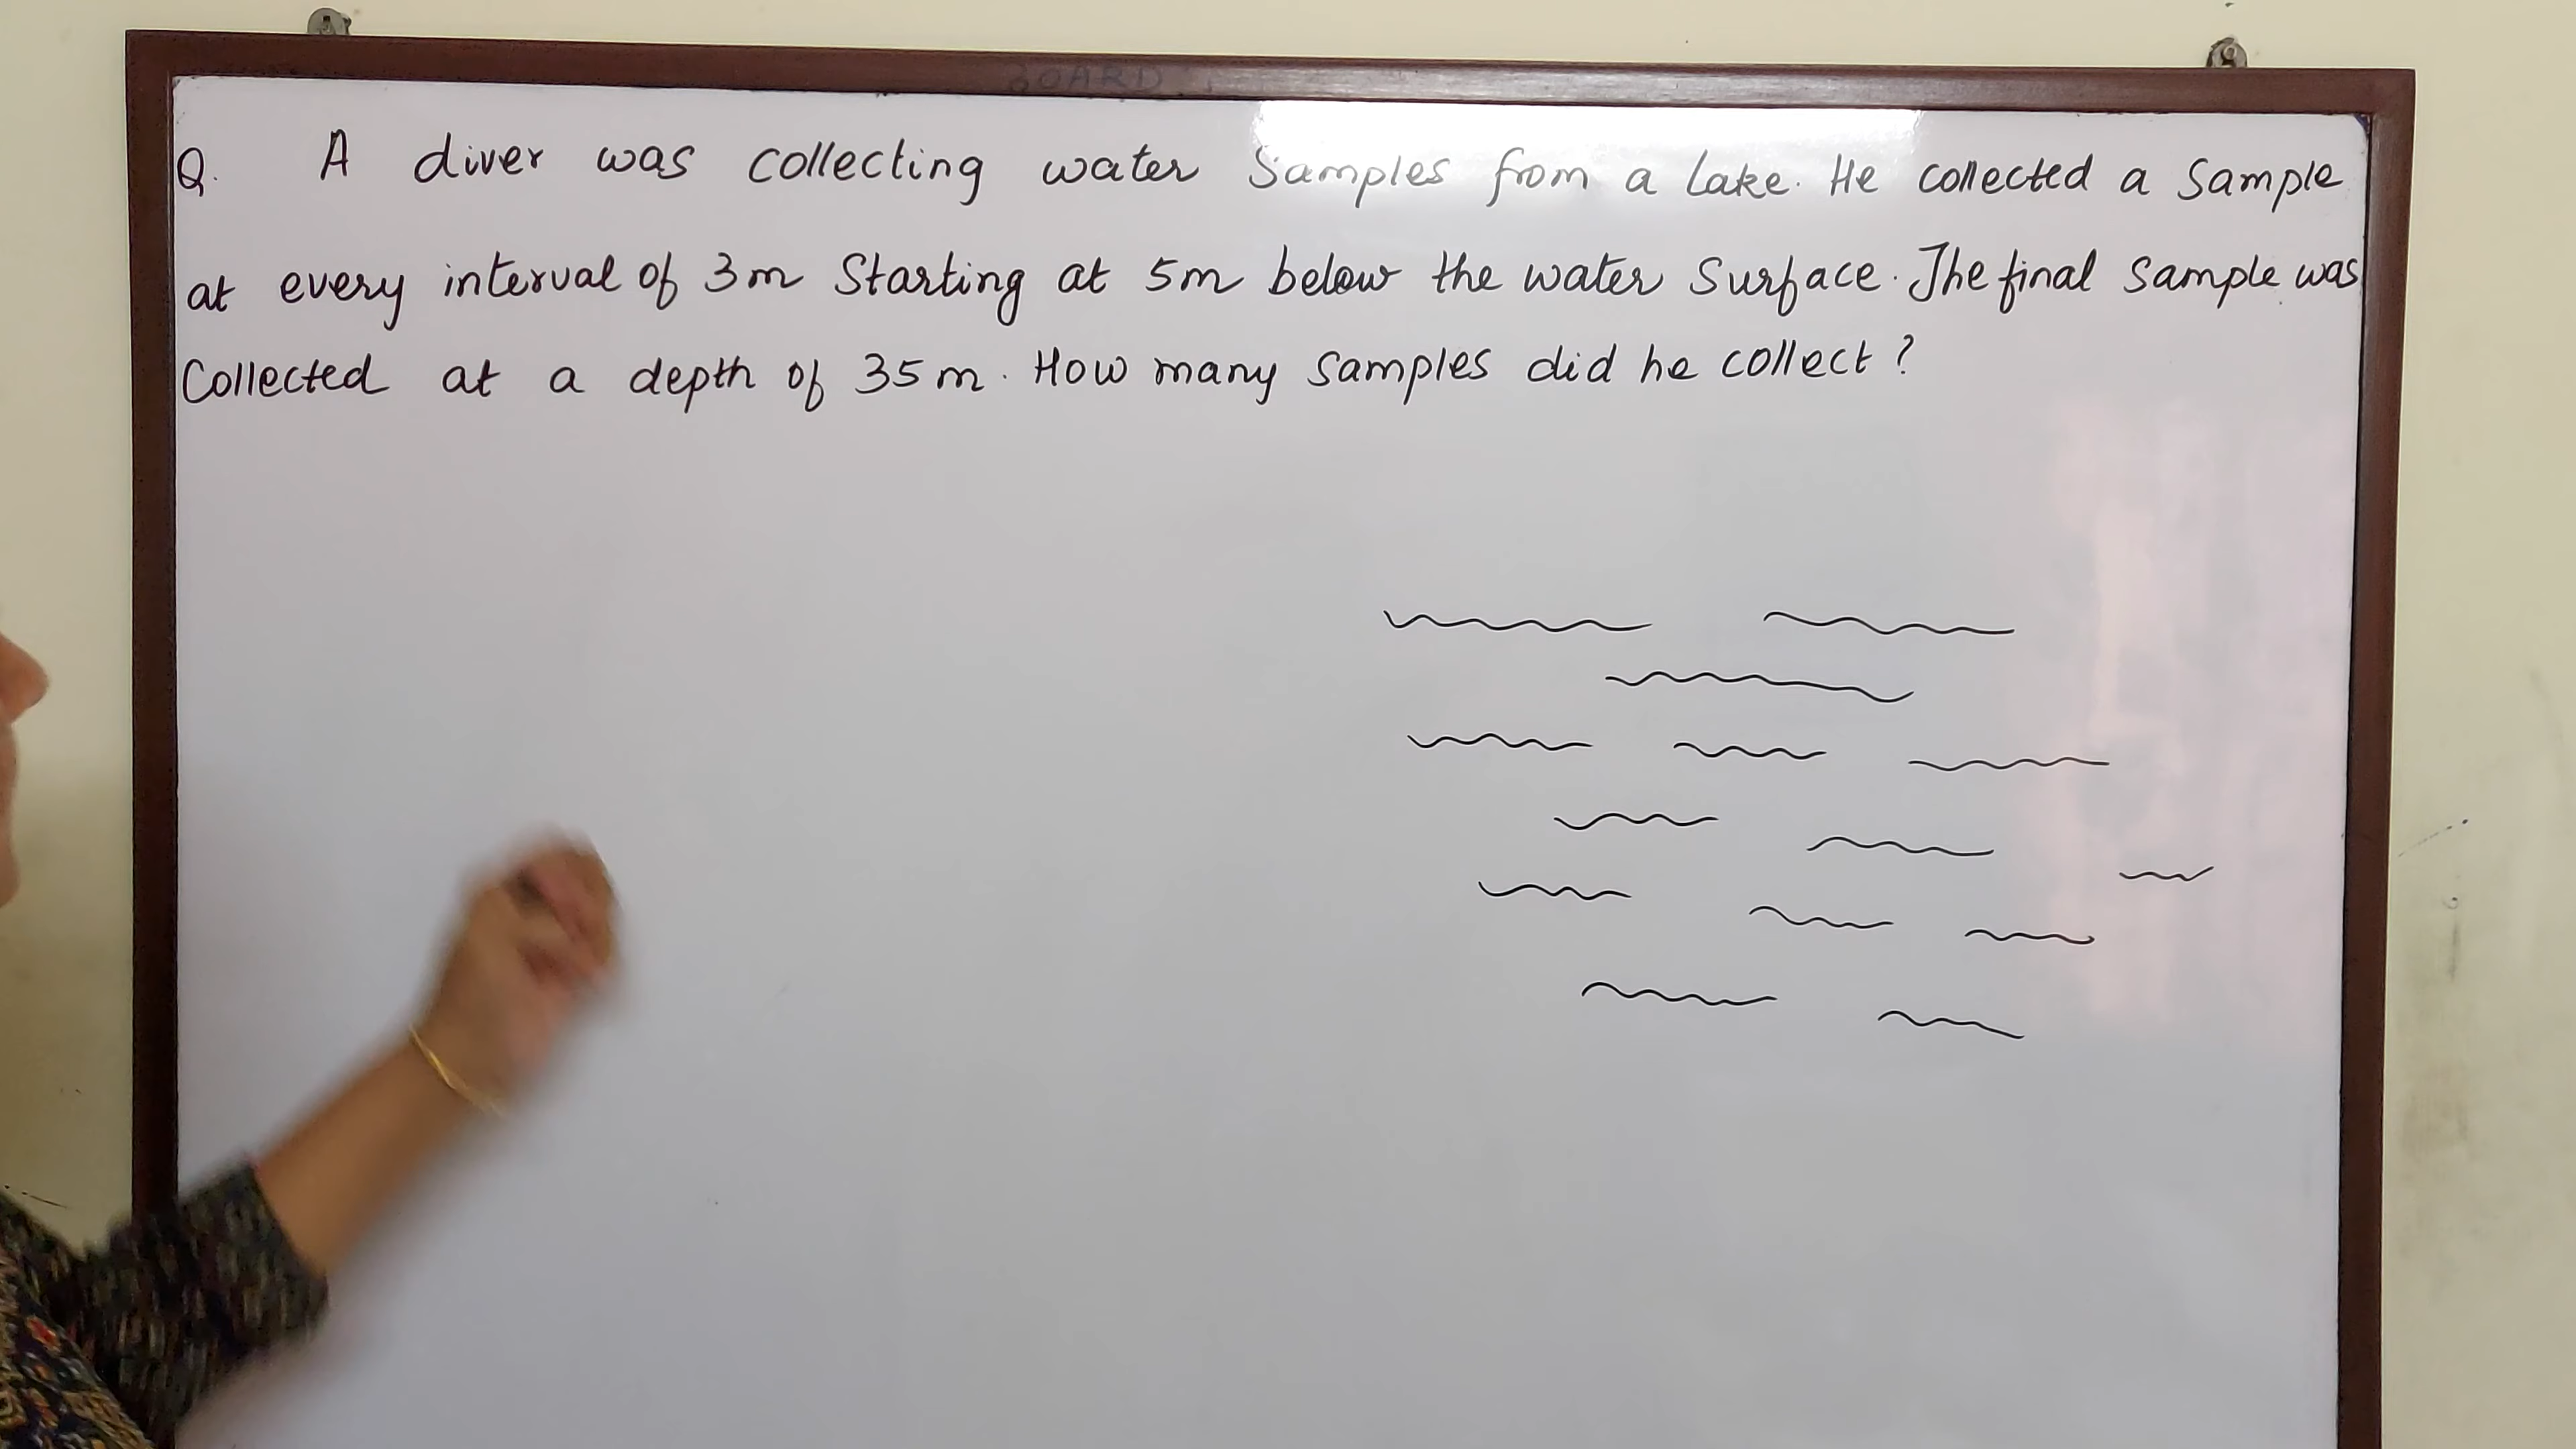 BOARD
Q. A diver was collecting water samples from a lake. He collected a sample
at every interval of 3m starting at 5m below the water surface. The final sample was
Collected at a depth of 35m. How many samples did he collect?